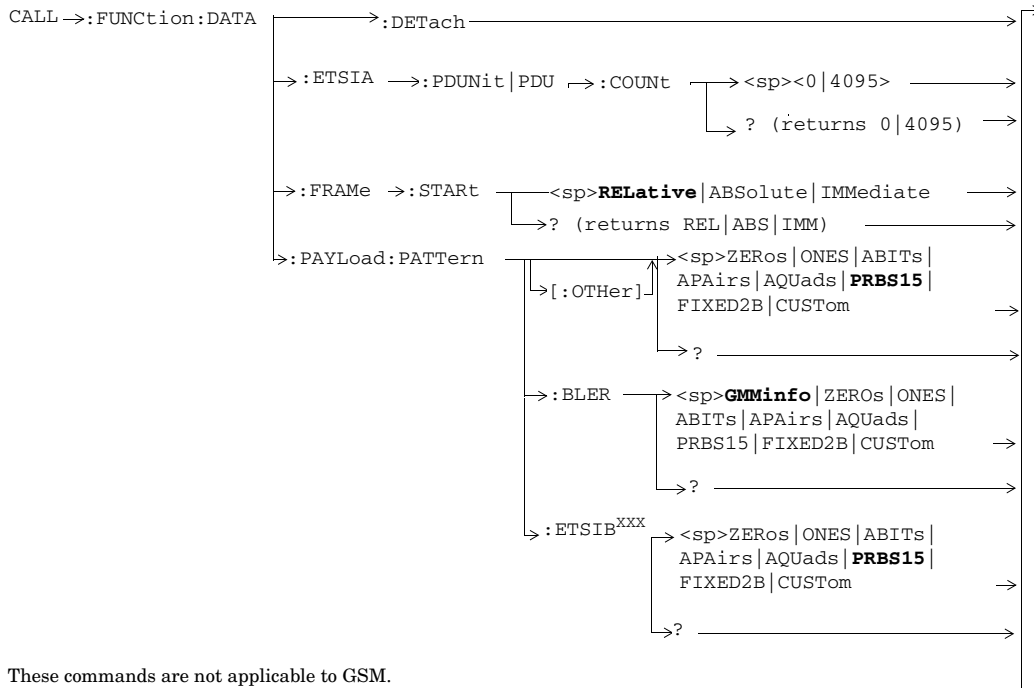 CALL :FUNCtion:DATA :DETach
:ETSIA :PDUNit|PDU :COUNt <sp><0|4095>
? (returns 0|4095)
:FRAMe :STARt <sp>RELative|ABSolute|IMMediate
? (returns REL|ABS|IMM)
:PAYLoad:PATTern <sp>ZERos|ONES|ABITs|
[:OTHer] APAirs|AQUads|PRBS15|
FIXED2B|CUSTom
?
:BLER <sp>GMMinfo|ZEROs|ONES|
ABITs|APAirs|AQUads|
PRBS15|FIXED2B|CUSTom
?
:ETSIBXXX <sp>ZERos|ONES|ABITs|
APAirs|AQUads|PRBS15|
FIXED2B|CUSTom
?
These commands are not applicable to GSM.